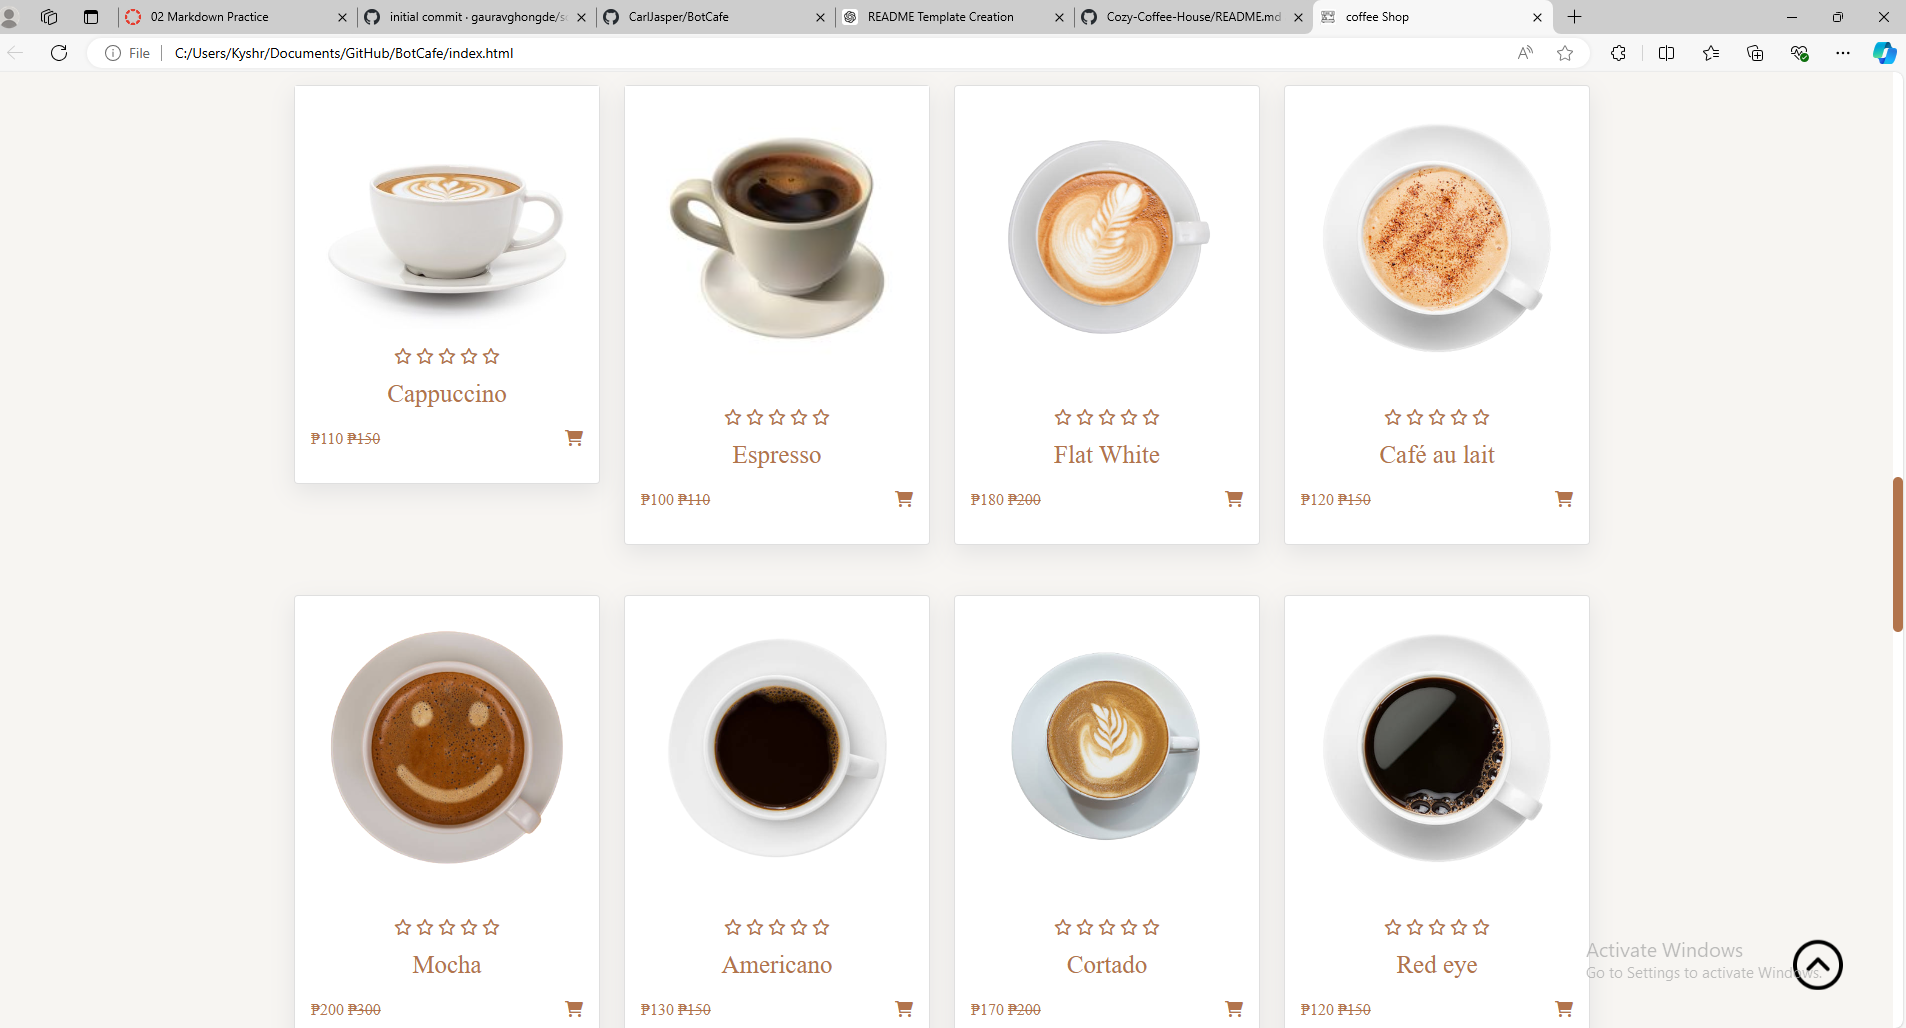 02 Markdown Practice
initial commit · gauravghongde/so
CarlJasper/BotCafe
README Template Creation
Cozy-Coffee-House/README.md
coffee Shop
File
C:/Users/Kyshr/Documents/GitHub/BotCafe/index.html
Cappuccino
₱110 ₱150
Espresso
₱100 ₱110
Flat White
₱180 ₱200
Café au lait
₱120 ₱150
Mocha
₱200 ₱300
Americano
₱130 ₱150
Cortado
₱170 ₱200
Red eye
₱120 ₱150
Activate Windows
Go to Settings to activate Windows.